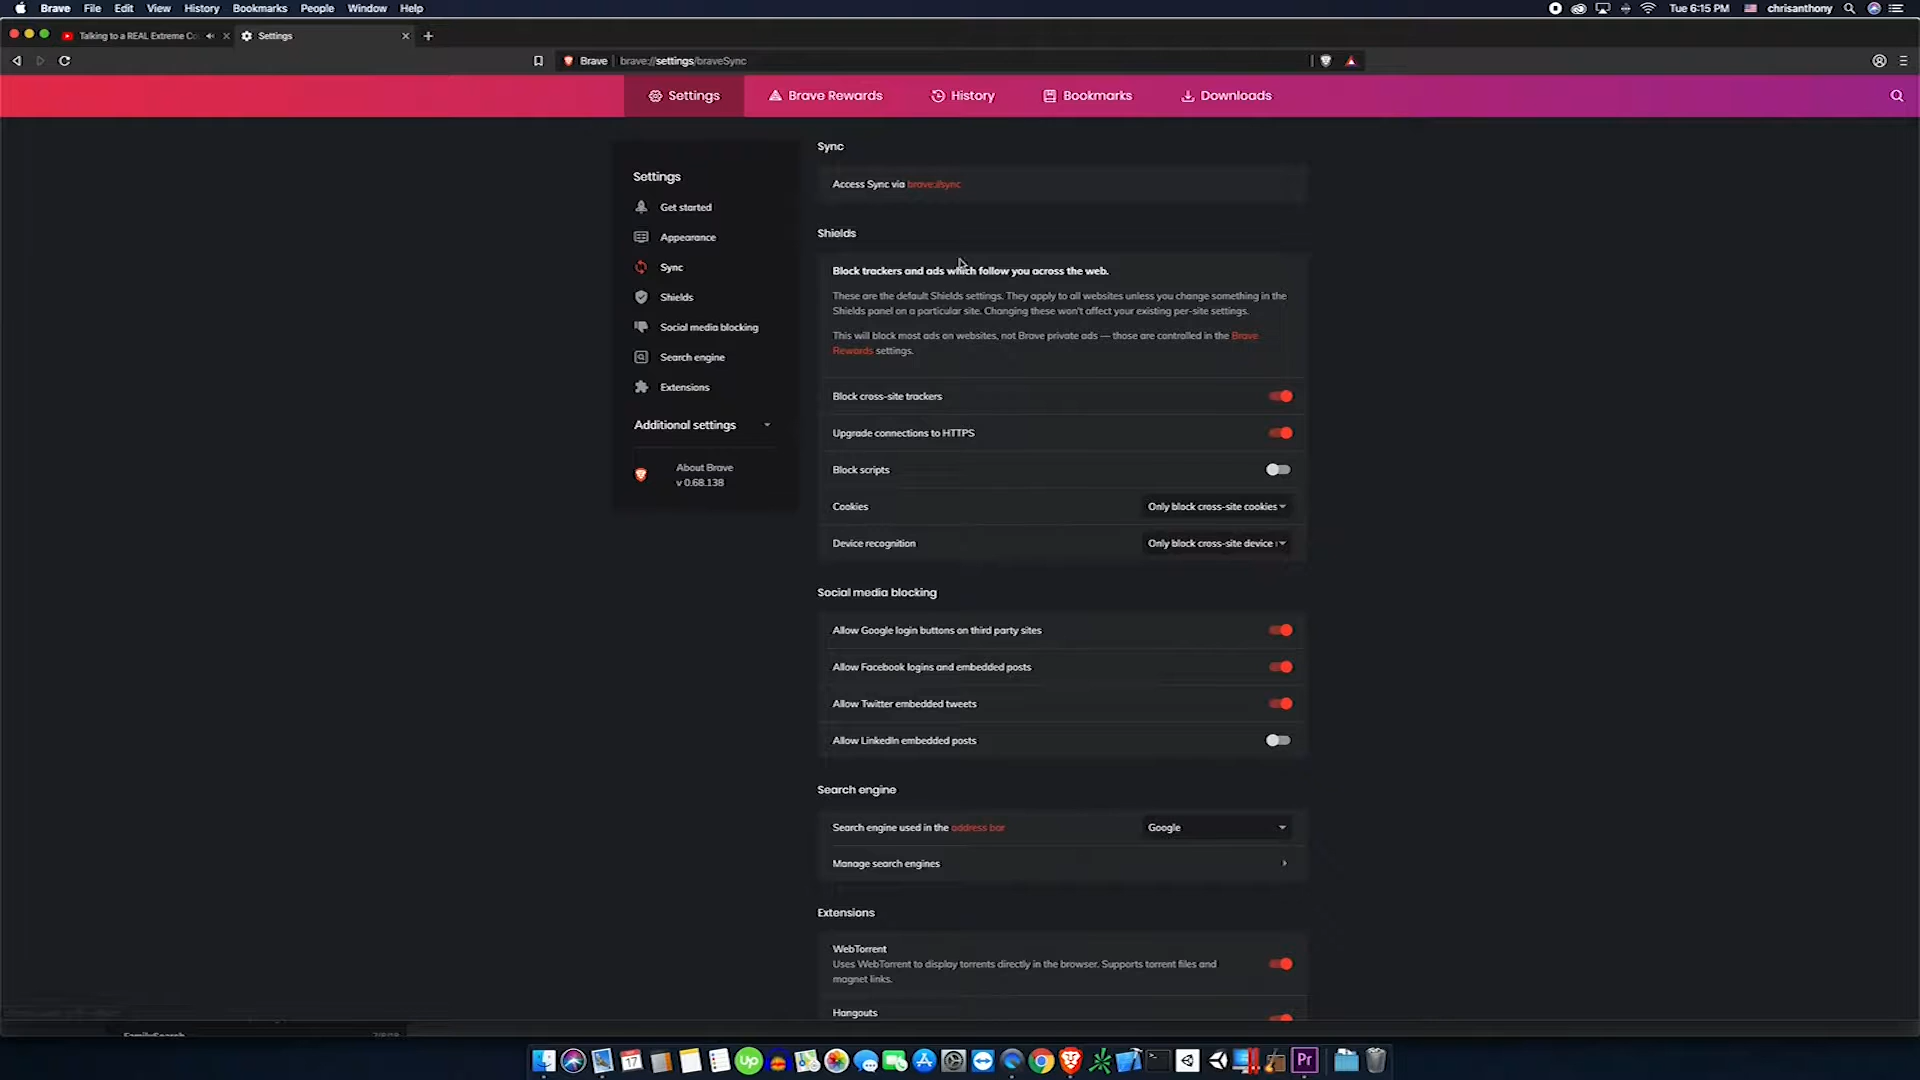 Brave File Edit View History Bookmarks People Window Help
Tue 6:15 PM chrisanthony
Talking to a REAL Extreme Co
Settings
Brave brave://settings/braveSync
Settings
Brave Rewards
History
Bookmarks
Downloads
Settings
Get started
Appearance
Sync
Shields
Social media blocking
Search engine
Extensions
Additional settings
About Brave
v 0.68.138
Sync
Access Sync via brave://sync
Shields
Block trackers and ads which follow you across the web.
These are the default Shields settings. They apply to all websites unless you change something in the
Shields panel on a particular site. Changing these won't affect your existing per-site settings.
This will block most ads on websites, not Brave private ads — those are controlled in the Brave
Rewards settings.
Block cross-site trackers
Upgrade connections to HTTPS
Block scripts
Cookies Only block cross-site cookies
Device recognition Only block cross-site device
Social media blocking
Allow Google login buttons on third party sites
Allow Facebook logins and embedded posts
Allow Twitter embedded tweets
Allow LinkedIn embedded posts
Search engine
Search engine used in the address bar Google
Manage search engines
Extensions
WebTorrent
Uses WebTorrent to display torrents directly in the browser. Supports torrent files and
magnet links.
Hangouts
FamilySearch
17
Up
Pr